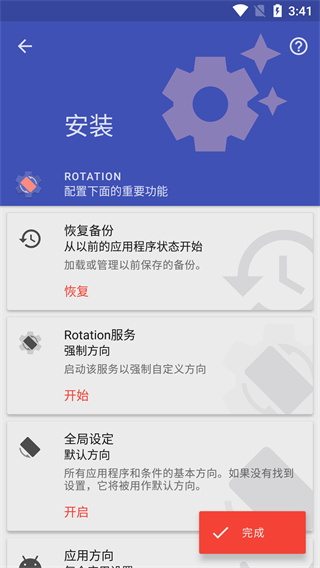 3:41
安装
ROTATION
配置下面的重要功能
恢复备份
从以前的应用程序状态开始
加载或管理以前保存的备份。
恢复
Rotation服务
强制方向
启动该服务以强制自定义方向
开始
全局设定
默认方向
所有应用程序和条件的基本方向。如果没有找到
设置，它将被用作默认方向。
开启
完成
应用方向